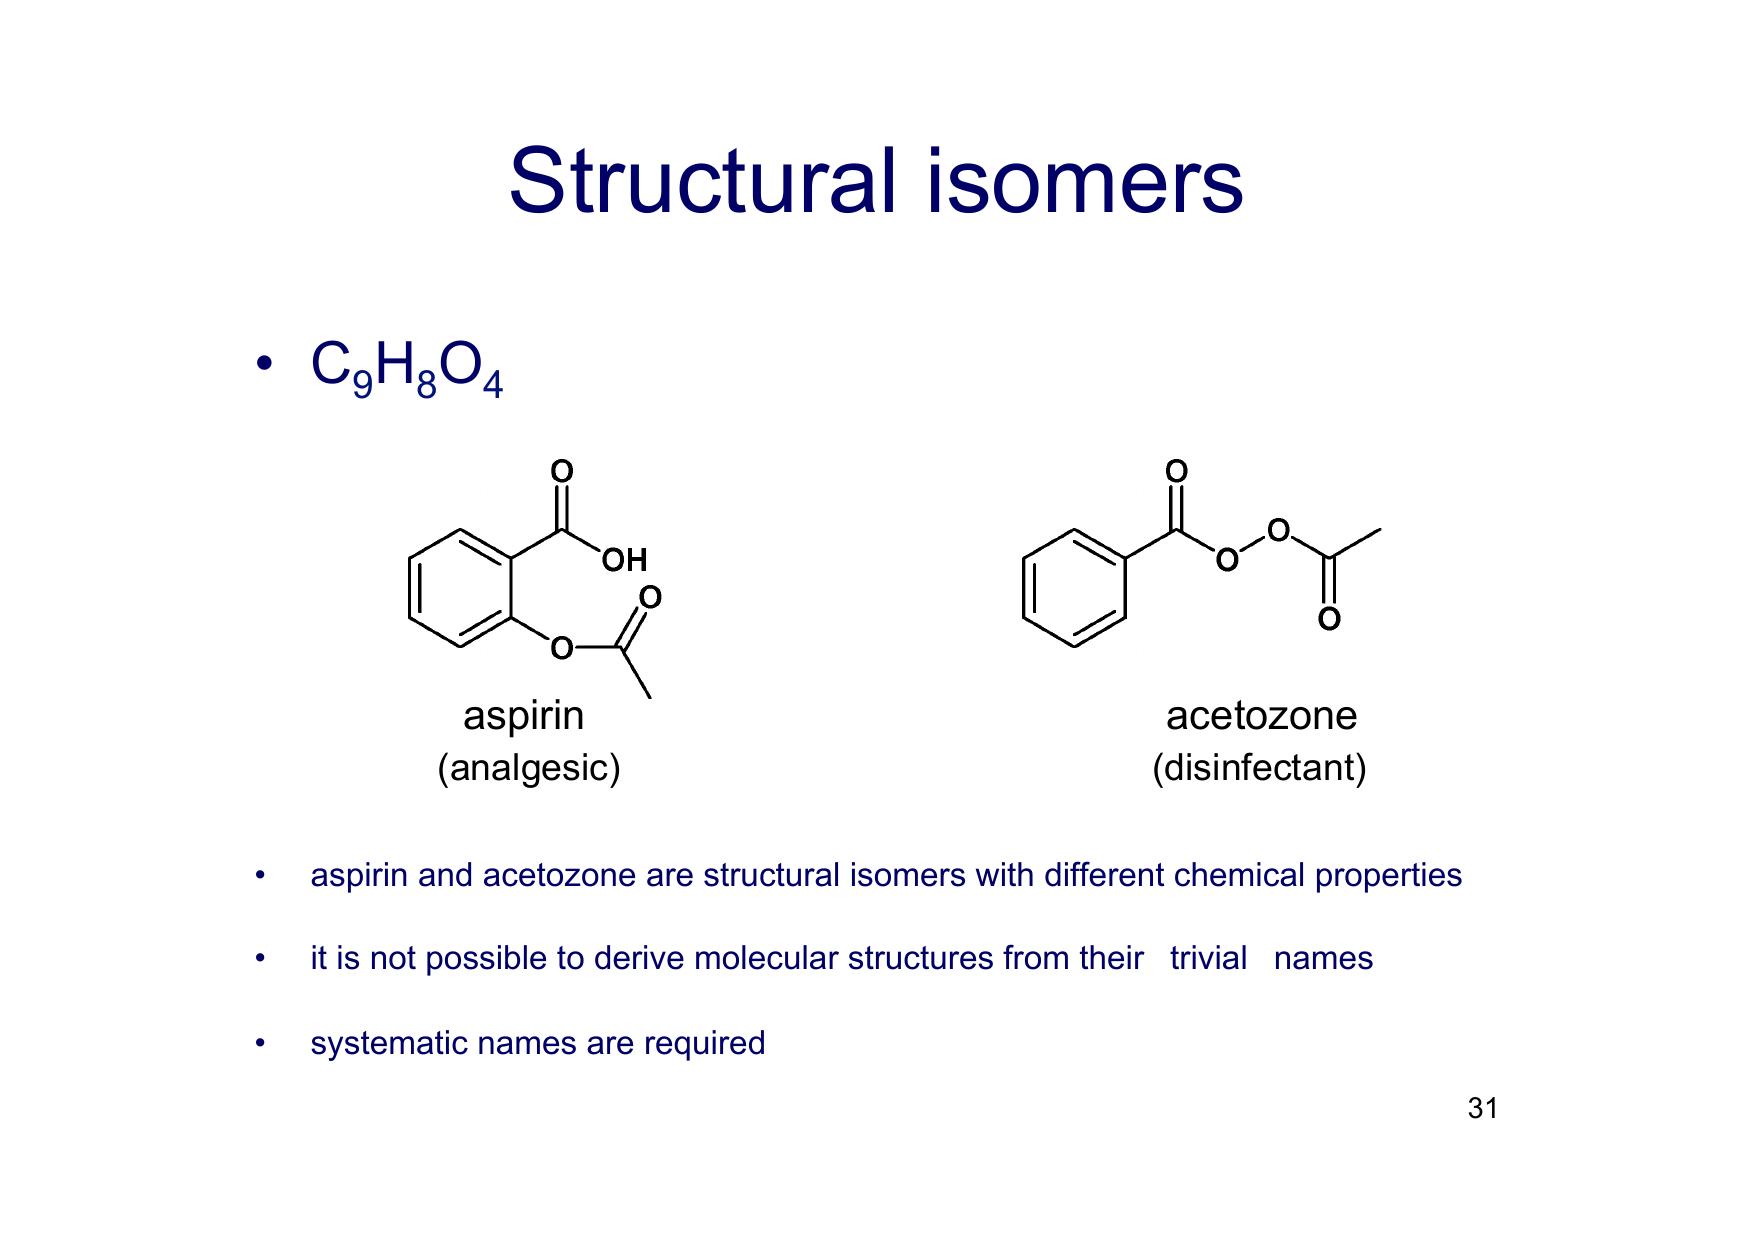 Structural isomers
• C₉H₈O₄
O
OH
O
O
O
O
O
O
aspirin
(analgesic)
acetozone
(disinfectant)
• aspirin and acetozone are structural isomers with different chemical properties
• it is not possible to derive molecular structures from their trivial names
• systematic names are required
31